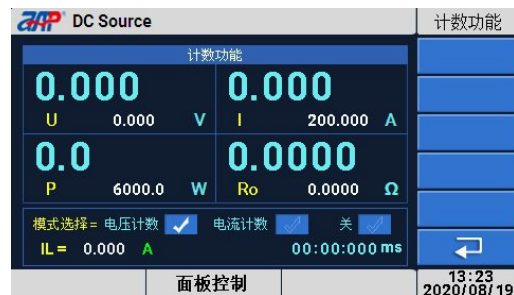 AAP DC Source 计数功能
计数功能
0.000 0.000
U 0.000 V I 200.000 A
0.0 0.0000
P 6000.0 W Ro 0.0000 Ω
模式选择= 电压计数 电流计数 关
IL= 0.000 A 00:00:000 ms
面板控制 13:23
2020/08/19